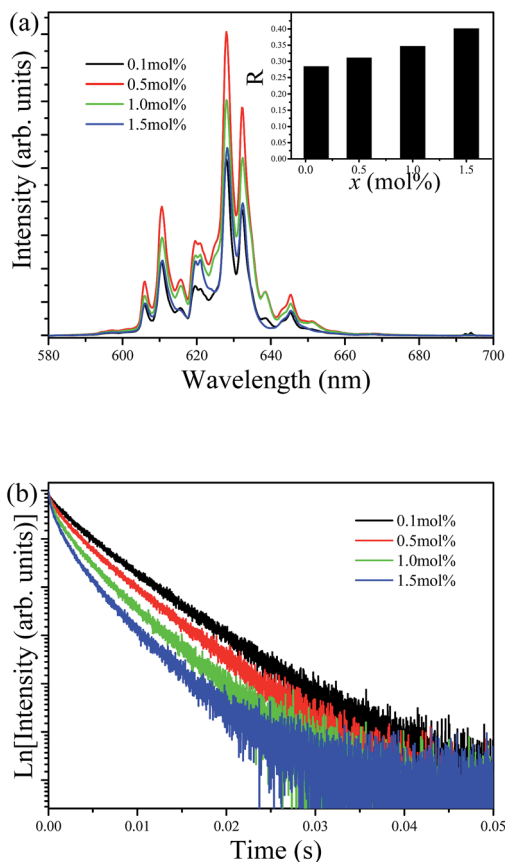 (a)
Intensity (arb. units)
0.1mol%
0.5mol%
1.0mol%
1.5mol%
R
0.40
0.35
0.30
0.25
0.20
0.15
0.10
0.05
0.00
0.0 0.5 1.0 1.5
x (mol%)
580 600 620 640 660 680 700
Wavelength (nm)
(b)
Ln[Intensity (arb. units)]
0.1mol%
0.5mol%
1.0mol%
1.5mol%
0.00 0.01 0.02 0.03 0.04 0.05
Time (s)